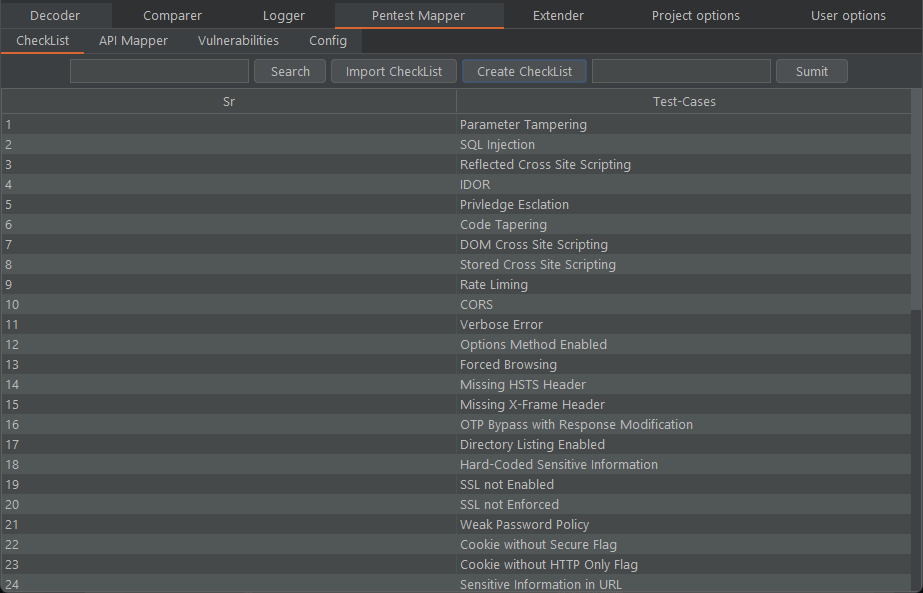 Decoder Comparer Logger Pentest Mapper Extender Project options User options
CheckList API Mapper Vulnerabilities Config
Search Import CheckList Create CheckList Sumit
Sr Test-Cases
1 Parameter Tampering
2 SQL Injection
3 Reflected Cross Site Scripting
4 IDOR
5 Privledge Esclation
6 Code Tapering
7 DOM Cross Site Scripting
8 Stored Cross Site Scripting
9 Rate Liming
10 CORS
11 Verbose Error
12 Options Method Enabled
13 Forced Browsing
14 Missing HSTS Header
15 Missing X-Frame Header
16 OTP Bypass with Response Modification
17 Directory Listing Enabled
18 Hard-Coded Sensitive Information
19 SSL not Enabled
20 SSL not Enforced
21 Weak Password Policy
22 Cookie without Secure Flag
23 Cookie without HTTP Only Flag
24 Sensitive Information in URL